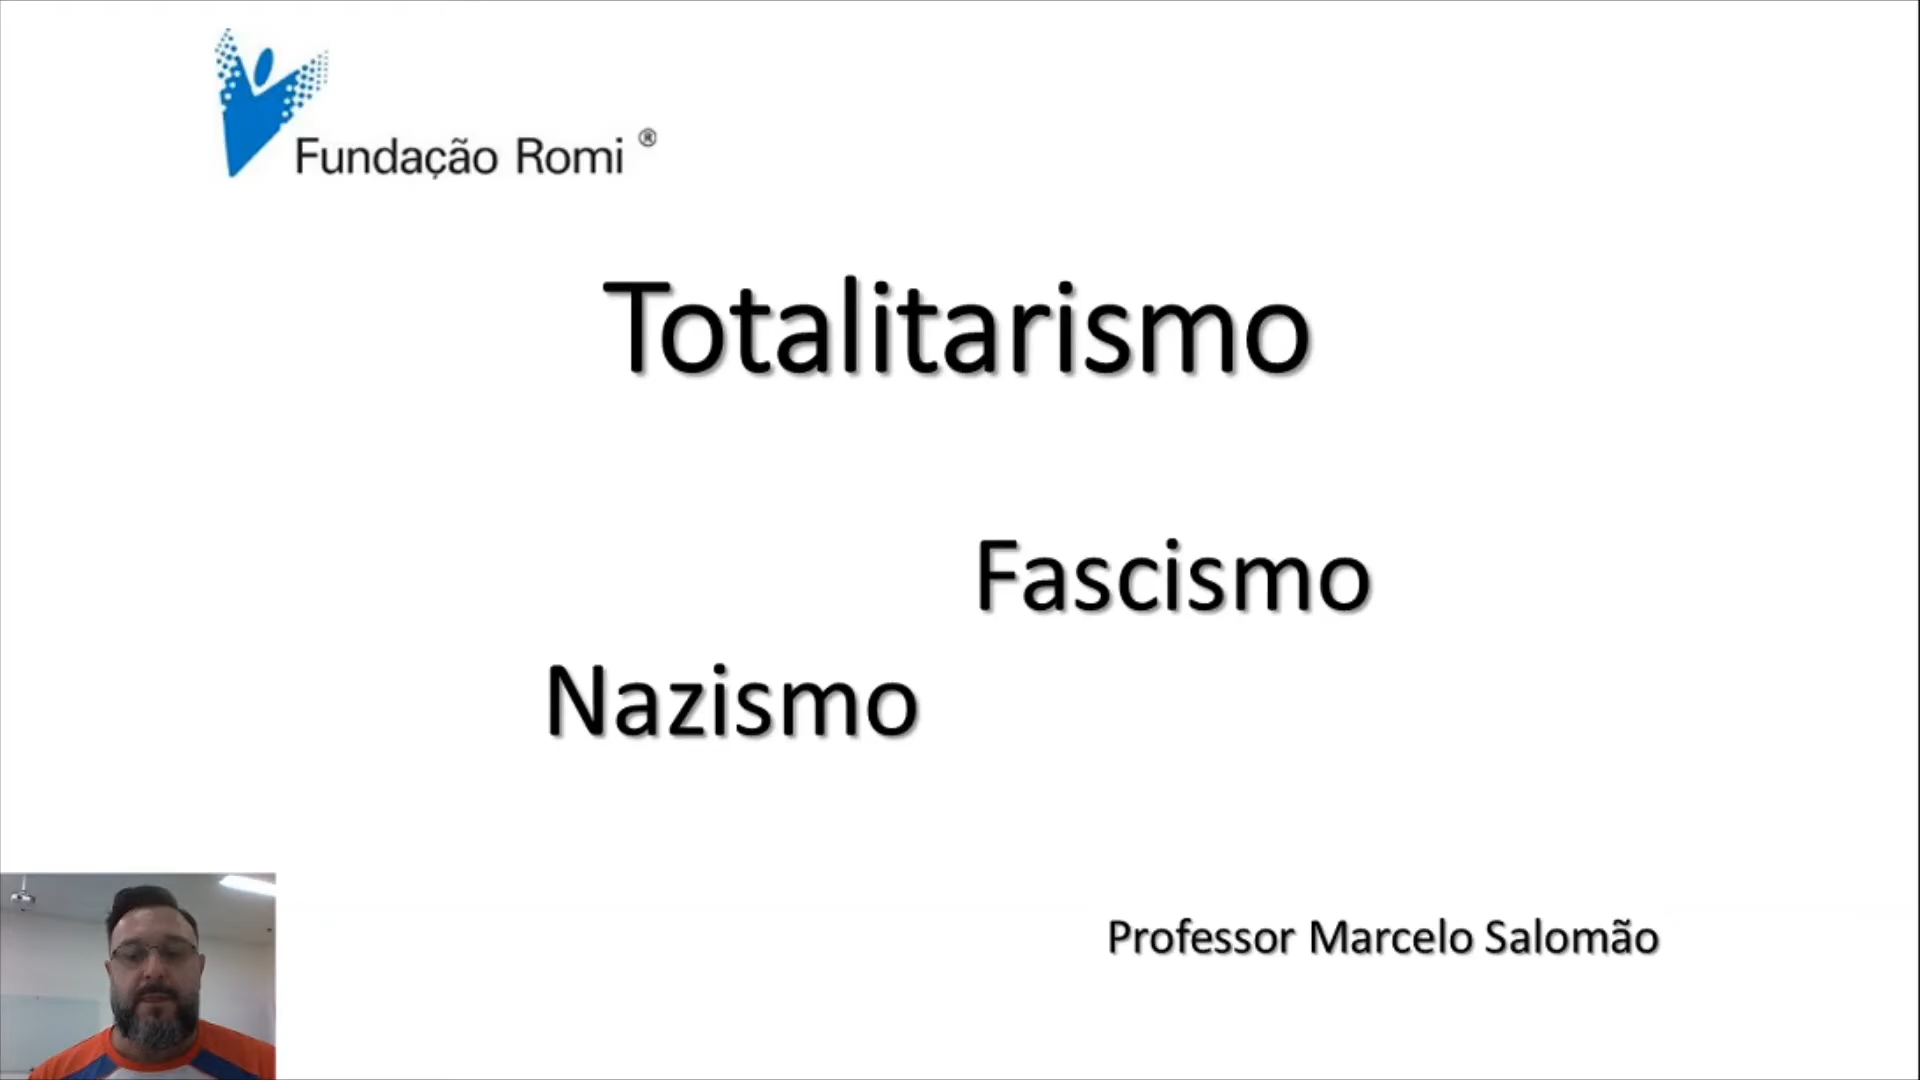 Fundação Romi ®
Totalitarismo
Fascismo
Nazismo
Professor Marcelo Salomão